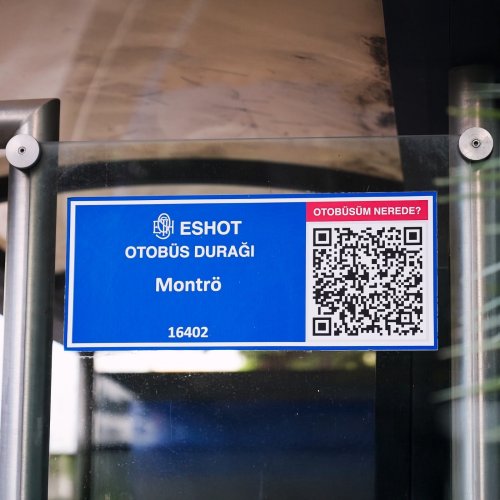 ESHOT
OTOBÜS DURAĞI
Montrö
16402
OTOBÜSÜM NEREDE?